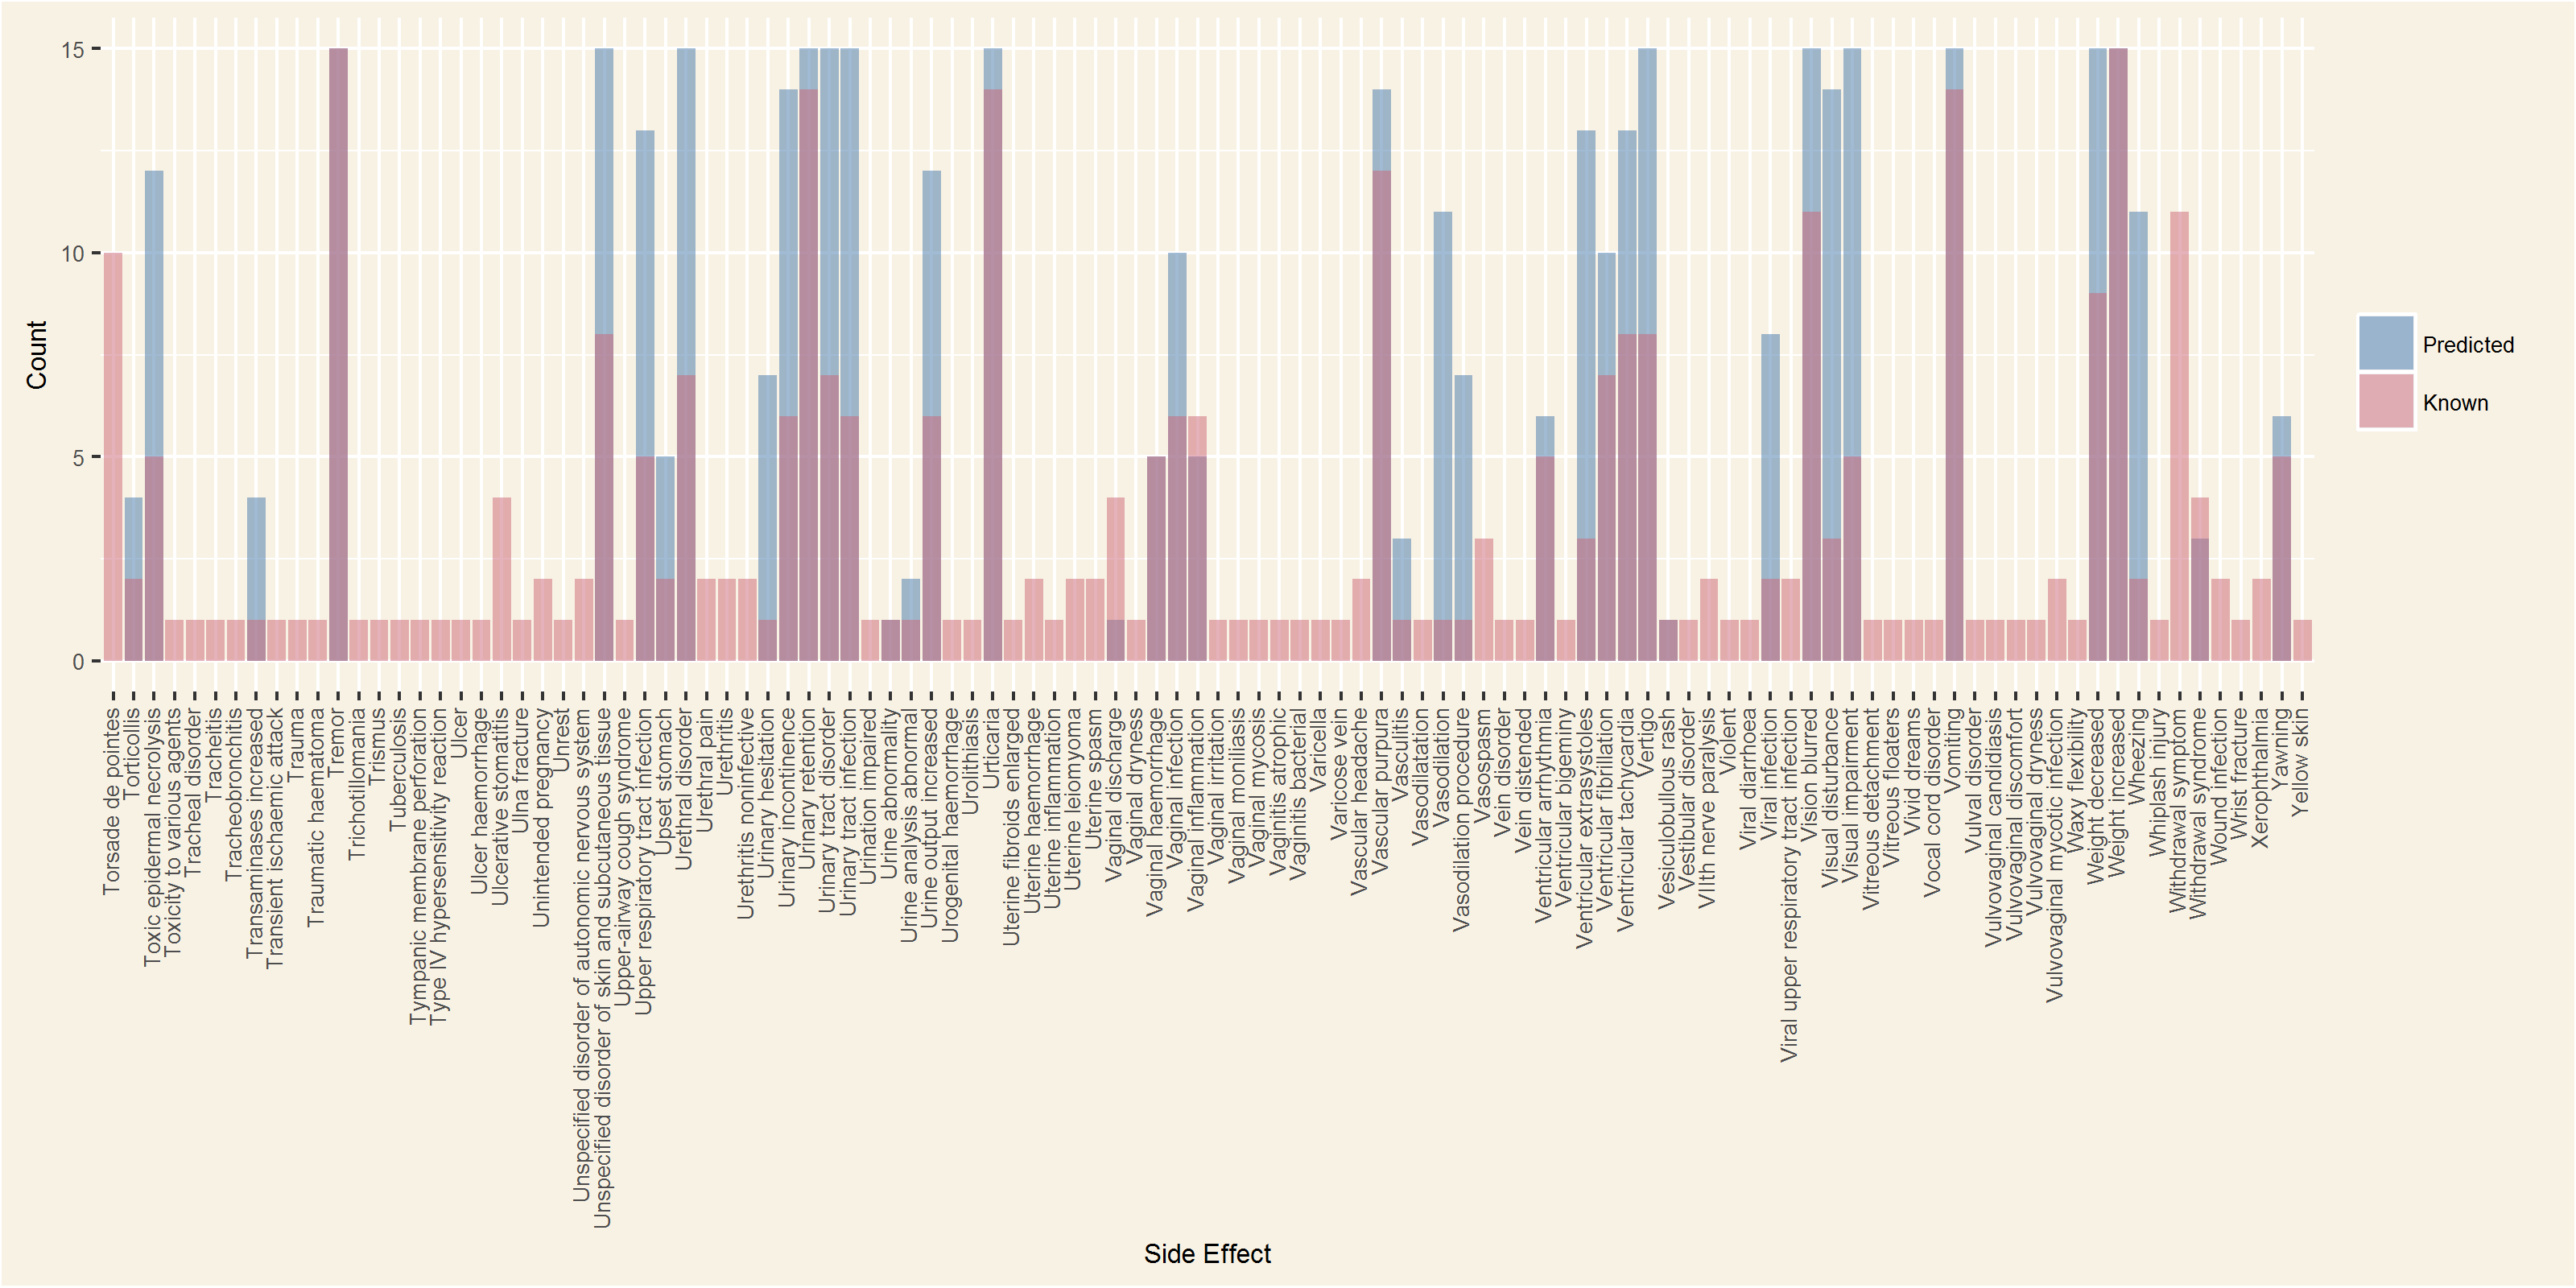 15
10
5
0
Count
Torsade de pointes
Torticollis
Toxic epidermal necrolysis
Toxicity to various agents
Tracheal disorder
Tracheitis
Tracheobronchitis
Transaminases increased
Transient ischaemic attack
Trauma
Traumatic haematoma
Tremor
Trichotillomania
Trismus
Tuberculosis
Tympanic membrane perforation
Type IV hypersensitivity reaction
Ulcer
Ulcer haemorrhage
Ulcerative stomatitis
Ulna fracture
Unintended pregnancy
Unrest
Unspecified disorder of autonomic nervous system
Unspecified disorder of skin and subcutaneous tissue
Upper-airway cough syndrome
Upper respiratory tract infection
Upset stomach
Urethral disorder
Urethral pain
Urethritis
Urethritis noninfective
Urinary hesitation
Urinary incontinence
Urinary retention
Urinary tract disorder
Urinary tract infection
Urination impaired
Urine abnormality
Urine analysis abnormal
Urine output increased
Urogenital haemorrhage
Urolithiasis
Urticaria
Uterine fibroids enlarged
Uterine haemorrhage
Uterine inflammation
Uterine leiomyoma
Uterine spasm
Vaginal discharge
Vaginal dryness
Vaginal haemorrhage
Vaginal infection
Vaginal inflammation
Vaginal irritation
Vaginal moniliasis
Vaginal mycosis
Vaginitis atrophic
Vaginitis bacterial
Varicella
Varicose vein
Vascular headache
Vascular purpura
Vasculitis
Vasodilatation
Vasodilation
Vasodilation procedure
Vasospasm
Vein disorder
Vein distended
Ventricular arrhythmia
Ventricular bigeminy
Ventricular extrasystoles
Ventricular fibrillation
Ventricular tachycardia
Vertigo
Vesiculobullous rash
Vestibular disorder
VIIth nerve paralysis
Violent
Viral diarrhoea
Viral infection
Viral upper respiratory tract infection
Vision blurred
Visual disturbance
Visual impairment
Vitreous detachment
Vitreous floaters
Vivid dreams
Vocal cord disorder
Vomiting
Vulval disorder
Vulvovaginal candidiasis
Vulvovaginal discomfort
Vulvovaginal dryness
Vulvovaginal mycotic infection
Waxy flexibility
Weight decreased
Weight increased
Wheezing
Whiplash injury
Withdrawal symptom
Withdrawal syndrome
Wound infection
Wrist fracture
Xerophthalmia
Yawning
Yellow skin
Side Effect
Predicted
Known